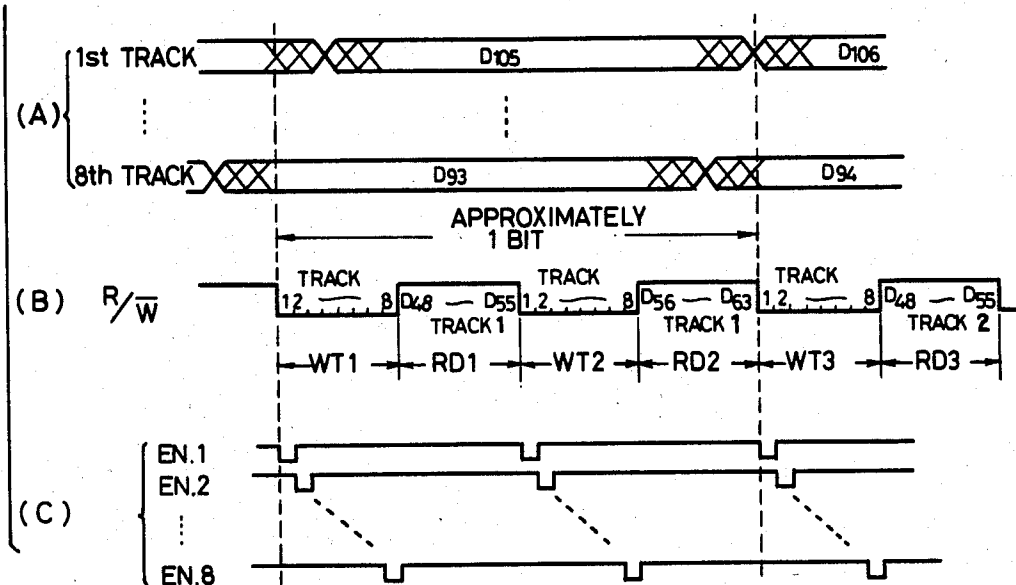 1st TRACK D105 D106
(A)
8th TRACK D93 D94
APPROXIMATELY
1 BIT
(B) R/W̅ TRACK TRACK TRACK
12 8 D48 D55 1,2 8 D56 D63 1,2 8 D48 D55
TRACK 1 TRACK 1 TRACK 2
WT1 RD1 WT2 RD2 WT3 RD3
EN.1
EN.2
(C)
EN.8